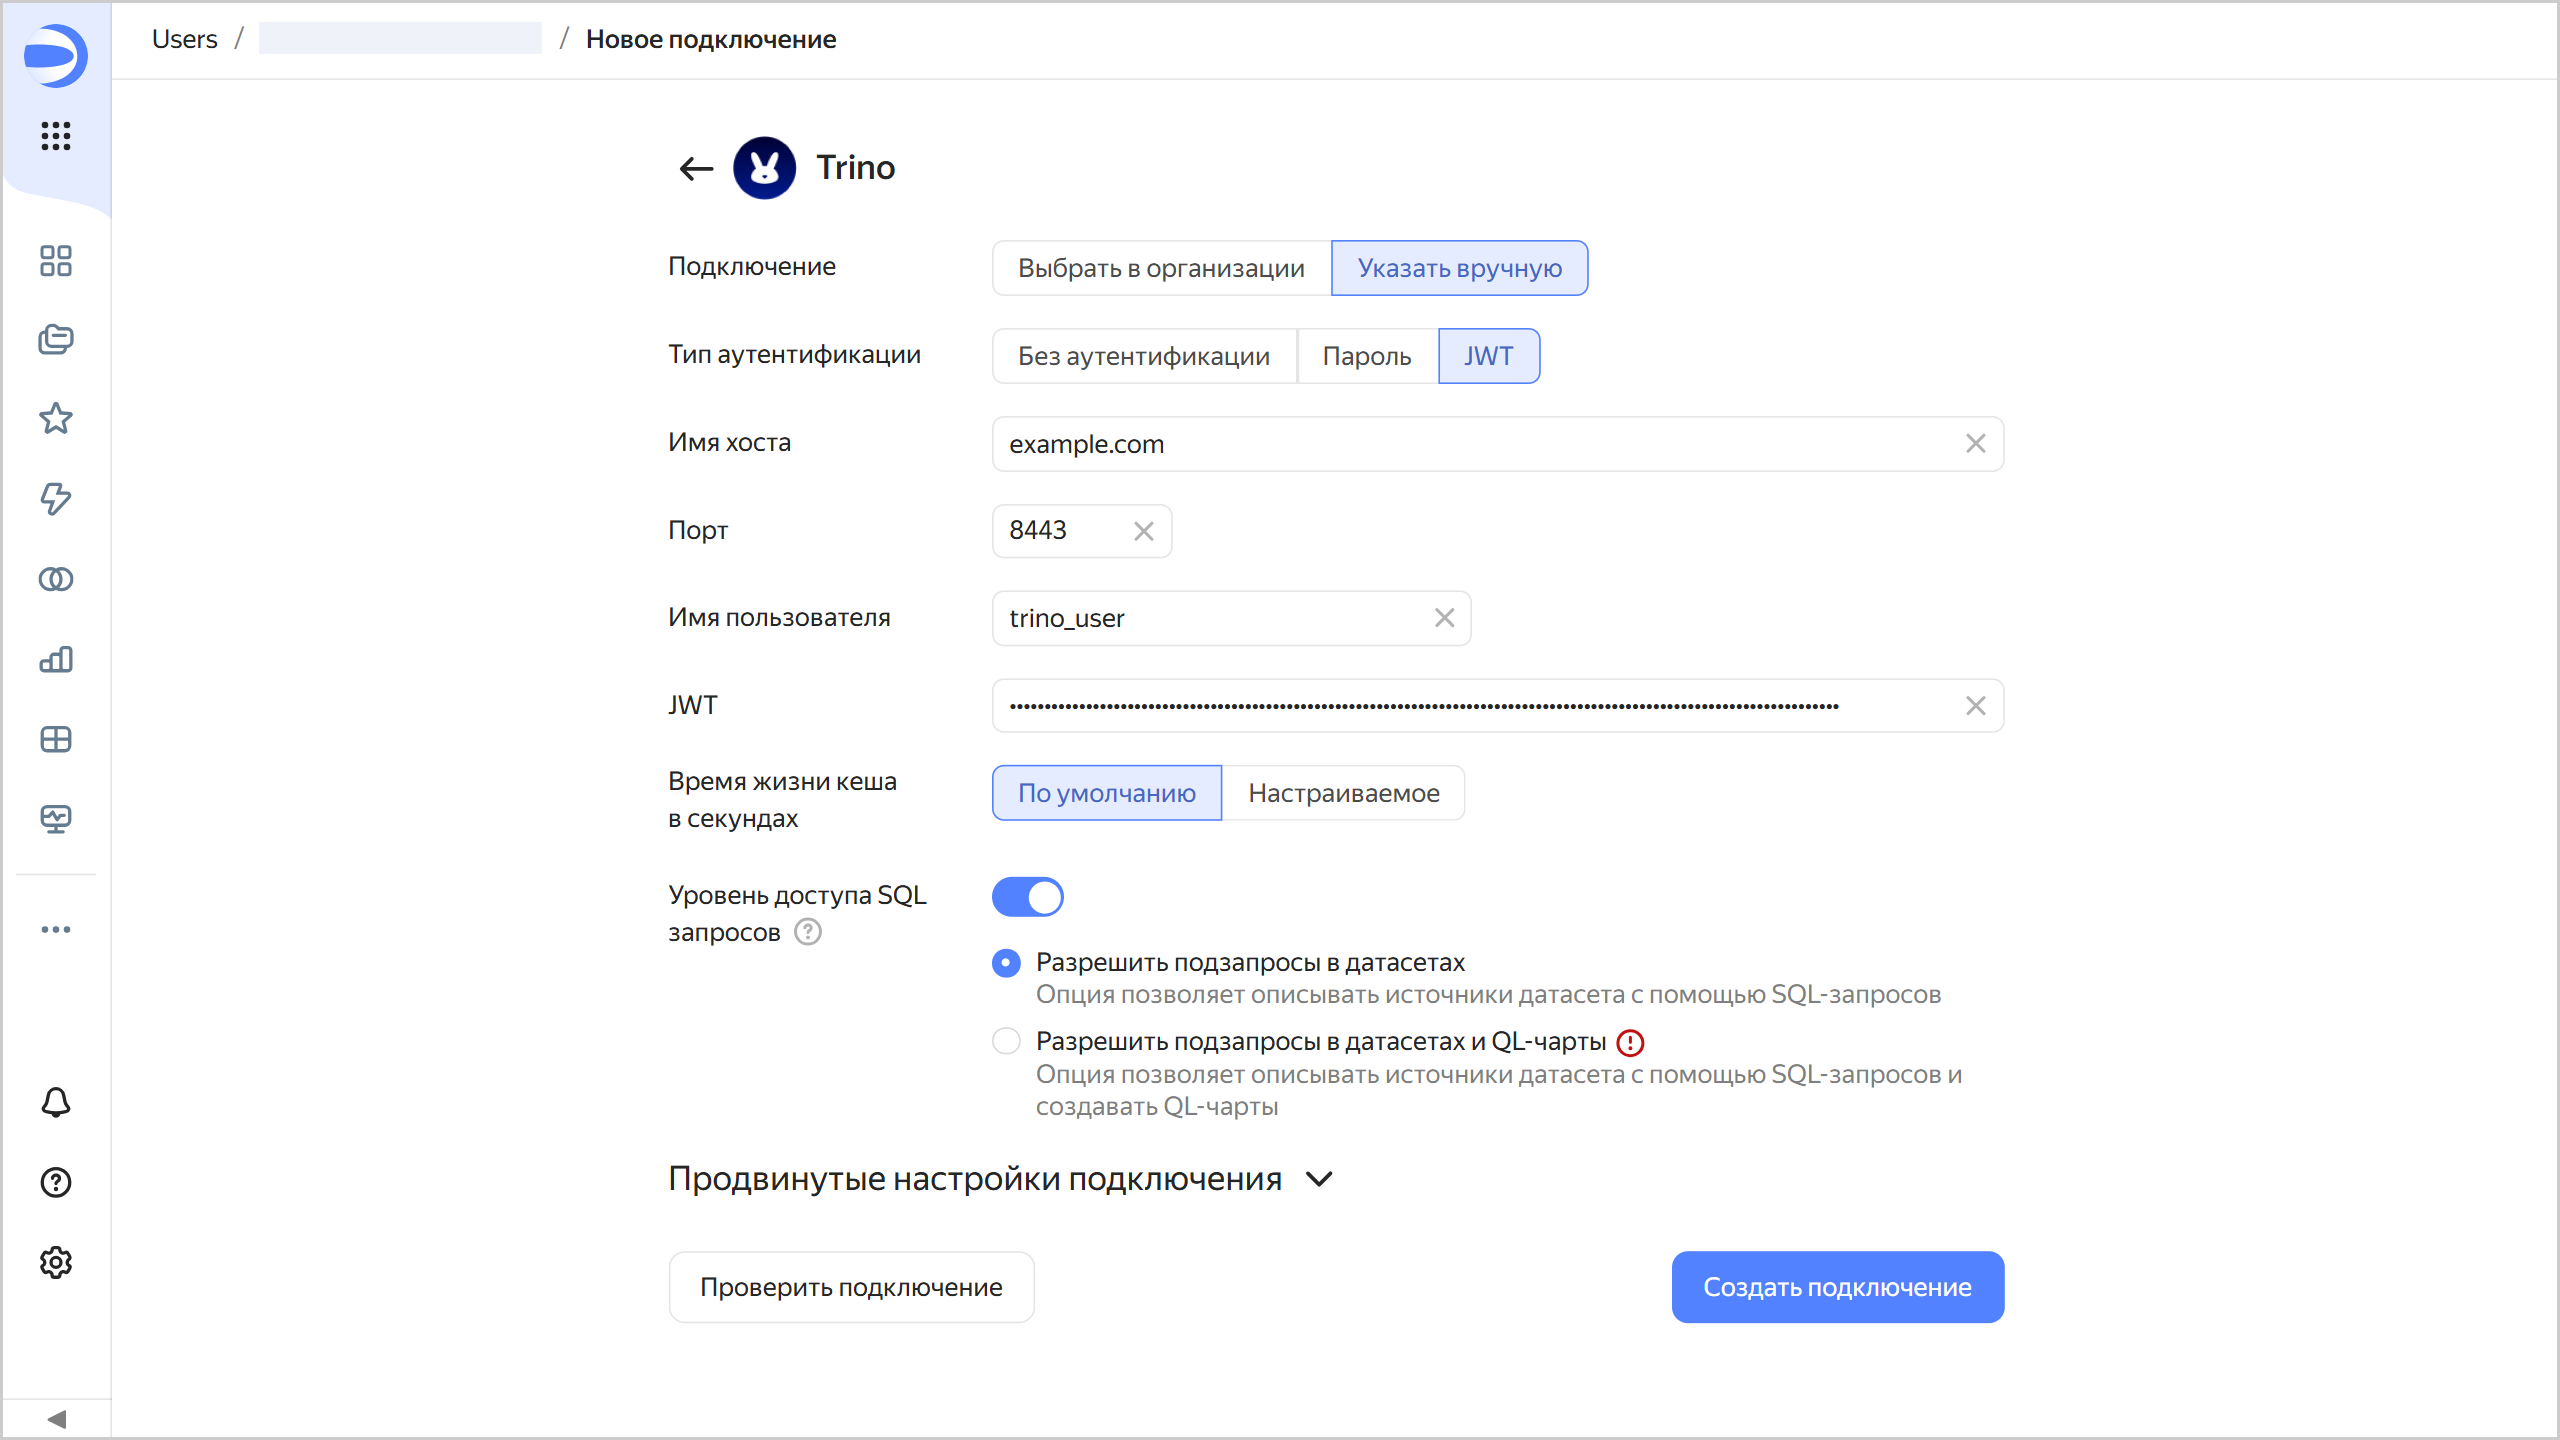 Users / / Новое подключение
Trino
Подключение
Выбрать в организации
Указать вручную
Тип аутентификации
Без аутентификации
Пароль
JWT
Имя хоста
example.com
Порт
8443
Имя пользователя
trino_user
JWT
Время жизни кеша
в секундах
По умолчанию
Настраиваемое
Уровень доступа SQL
запросов
Разрешить подзапросы в датасетах
Опция позволяет описывать источники датасета с помощью SQL-запросов
Разрешить подзапросы в датасетах и QL-чарты
Опция позволяет описывать источники датасета с помощью SQL-запросов и
создавать QL-чарты
Продвинутые настройки подключения
Проверить подключение
Создать подключение